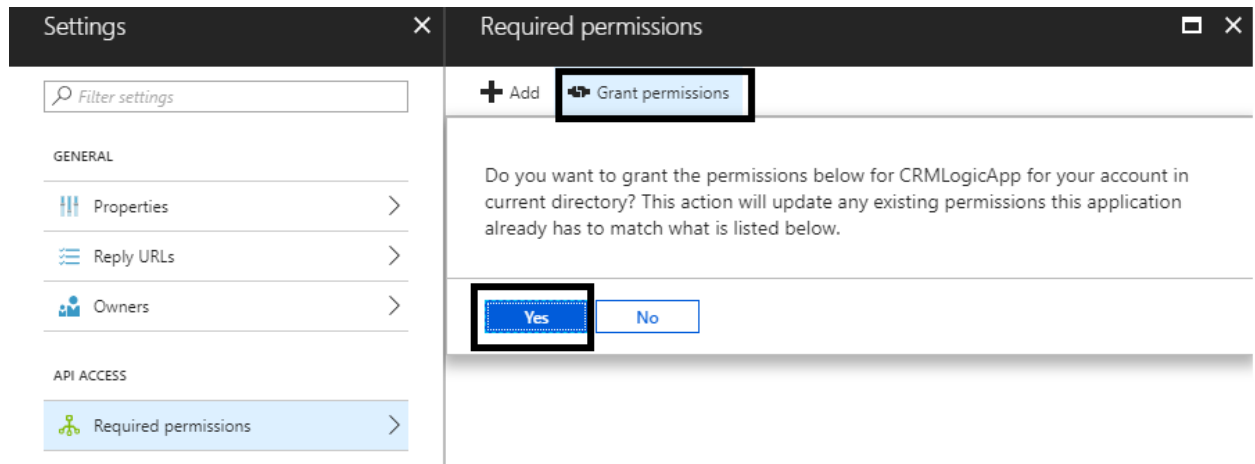 Settings
Filter settings
GENERAL
Properties
Reply URLs
Owners
API ACCESS
Required permissions
Required permissions
Add
Grant permissions
Do you want to grant the permissions below for CRMLogicApp for your account in
current directory? This action will update any existing permissions this application
already has to match what is listed below.
Yes
No